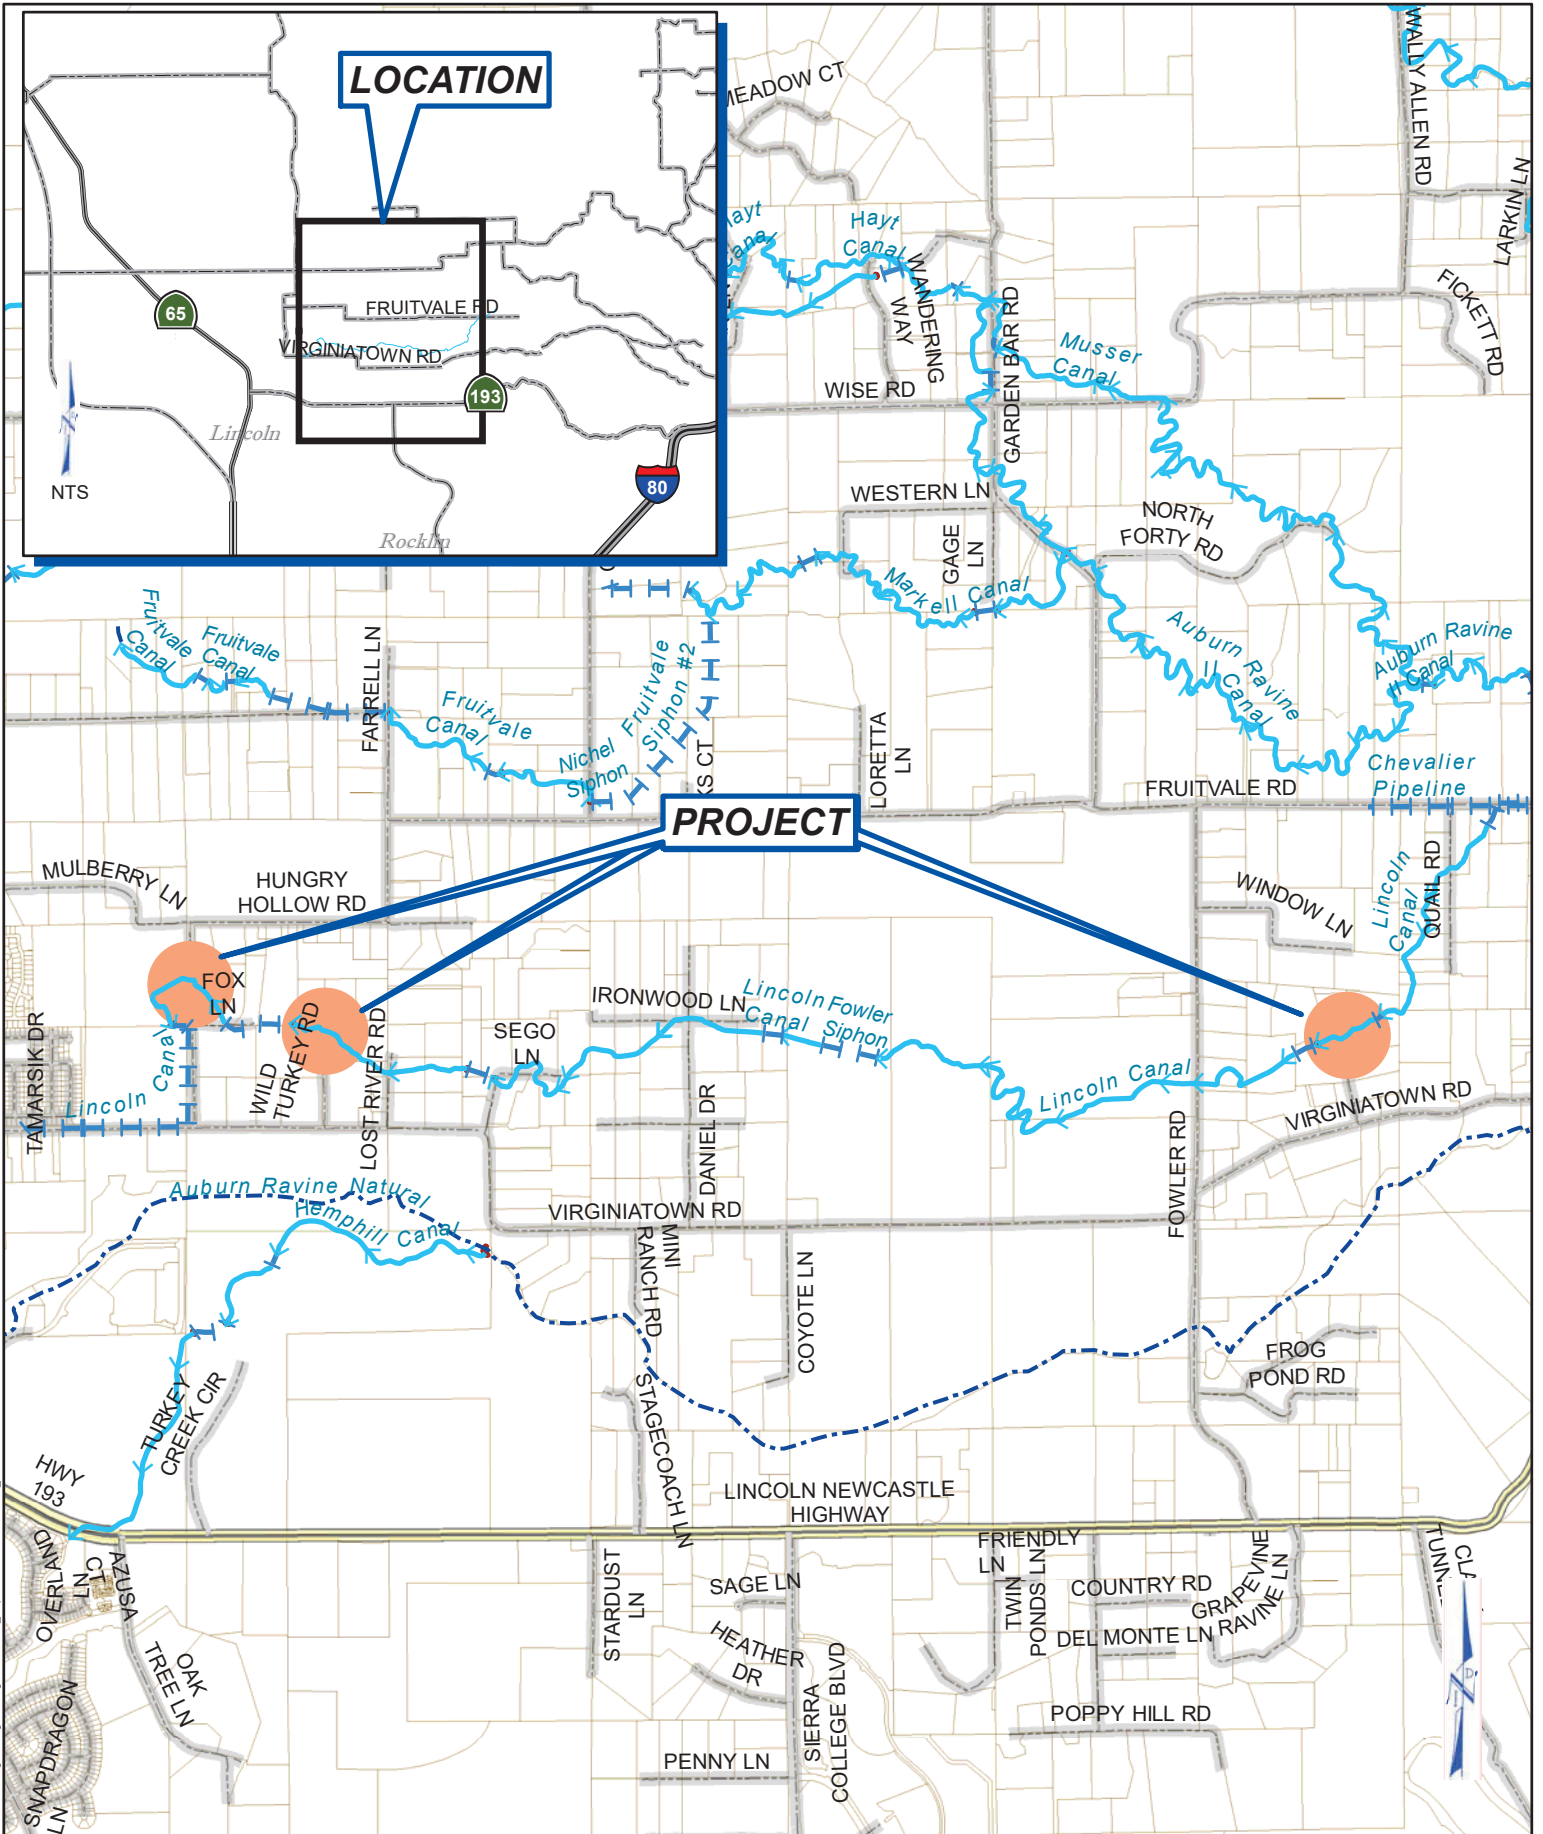 LOCATION
65
FRUITVALE RD
VIRGINIATOWN RD
193
Lincoln
80
NTS
Rocklin
MEADOW CT
WALLY ALLEN RD
LARKIN LN
Hayt
Canal
Hayt
Canal
WANDERING
WAY
GARDEN BAR RD
Musser
Canal
FICKETT RD
WISE RD
WESTERN LN
GAGE
LN
NORTH
FORTY RD
Markell Canal
Auburn Ravine
II Canal
Auburn Ravine
II Canal
Fruitvale
Canal
Fruitvale
Canal
FARRELL LN
Fruitvale
Canal
Nichel
Siphon
Fruitvale
Siphon #2
KS CT
LORETTA
LN
Chevalier
Pipeline
FRUITVALE RD
PROJECT
MULBERRY LN
HUNGRY
HOLLOW RD
WINDOW LN
Lincoln
Canal
QUAIL RD
FOX
LN
TAMARSIK DR
Lincoln Canal
WILD
TURKEY RD
LOST RIVER RD
SEGO
LN
IRONWOOD LN
Lincoln
Canal
Fowler
Siphon
DANIEL DR
Lincoln Canal
FOWLER RD
VIRGINIATOWN RD
Auburn Ravine Natural
Hemphill Canal
VIRGINIATOWN RD
MINI
RANCH RD
COYOTE LN
STAGECOACH LN
FROG
POND RD
TURKEY
CREEK CIR
HWY
193
LINCOLN NEWCASTLE
HIGHWAY
OVERLAND
LN
CT
AZUSA
OAK
TREE LN
SNAPDRAGON
LN
STARDUST
LN
SAGE LN
HEATHER
DR
PENNY LN
SIERRA
COLLEGE BLVD
FRIENDLY
LN
TWIN
PONDS LN
COUNTRY RD
DEL MONTE LN
GRAPEVINE
RAVINE LN
POPPY HILL RD